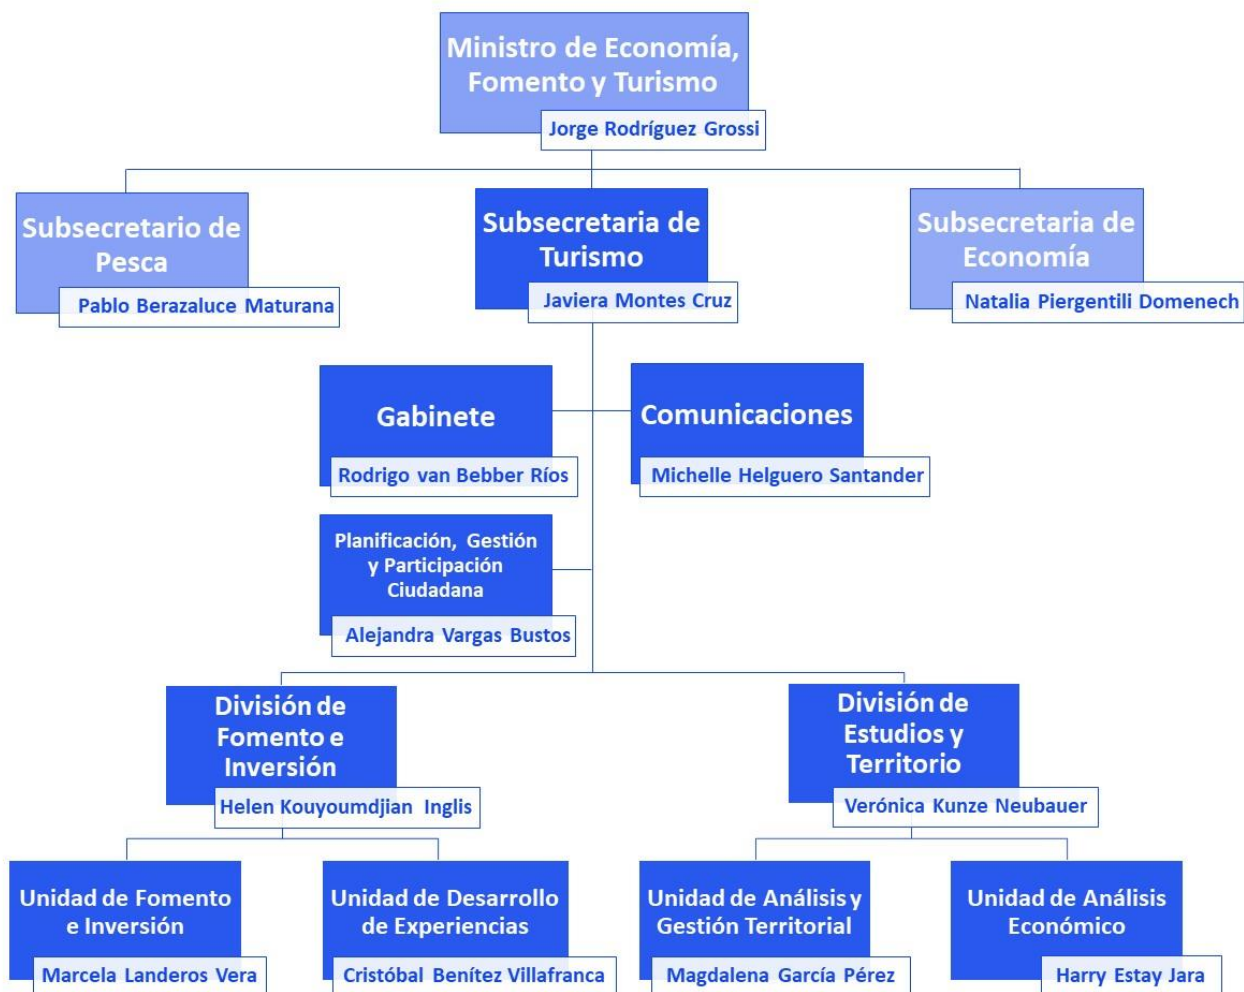 Ministro de Economía,
Fomento y Turismo
Jorge Rodríguez Grossi
Subsecretario de
Pesca
Pablo Berazaluce Maturana
Subsecretaria de
Turismo
Javiera Montes Cruz
Subsecretaria de
Economía
Natalia Piergentili Domenech
Gabinete
Rodrigo van Bebber Ríos
Comunicaciones
Michelle Helguero Santander
Planificación, Gestión
y Participación
Ciudadana
Alejandra Vargas Bustos
División de
Fomento e
Inversión
Helen Kouyoumdjian Inglis
División de
Estudios y
Territorio
Verónica Kunze Neubauer
Unidad de Fomento
e Inversión
Marcela Landeros Vera
Unidad de Desarrollo
de Experiencias
Cristóbal Benítez Villafranca
Unidad de Análisis y
Gestión Territorial
Magdalena García Pérez
Unidad de Análisis
Económico
Harry Estay Jara